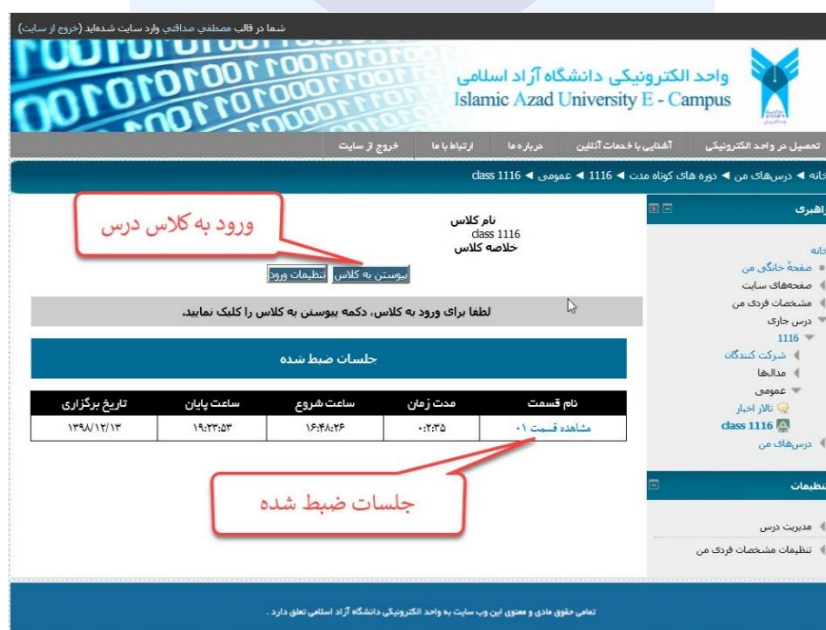 شما در قالب مصطفي صداقتي وارد سایت شده‌اید (خروج از سایت)
واحد الکترونیکی دانشگاه آزاد اسلامی
Islamic Azad University E - Campus
تحصیل در واحد الکترونیکی آشنایی با خدمات آنلاین درباره ما ارتباط با ما خروج از سایت
خانه ◄ درس‌های من ◄ دوره های کوتاه مدت ◄ 1116 ◄ عمومی ◄ class 1116
راهبری
خانه
صفحهٔ خانگی من
صفحه‌های سایت
مشخصات فردی من
درس جاری
1116
شرکت کنندگان
مدال‌ها
عمومی
تالار اخبار
class 1116
درس‌های من
تنظیمات
مدیریت درس
تنظیمات مشخصات فردی من
نام کلاس
class 1116
خلاصه کلاس
ورود به کلاس درس
پیوستن به کلاس تنظیمات ورود
لطفا برای ورود به کلاس، دکمه پیوستن به کلاس را کلیک نمایید.
جلسات ضبط شده
نام قسمت مدت زمان ساعت شروع ساعت پایان تاریخ برگزاری
مشاهده قسمت ۰۱ ۰:۲:۳۵ ۱۶:۴۸:۲۶ ۱۹:۲۳:۵۳ ۱۳۹۸/۱۲/۱۳
جلسات ضبط شده
تمامی حقوق مادی و معنوی این وب سایت به واحد الکترونیکی دانشگاه آزاد اسلامی تعلق دارد .